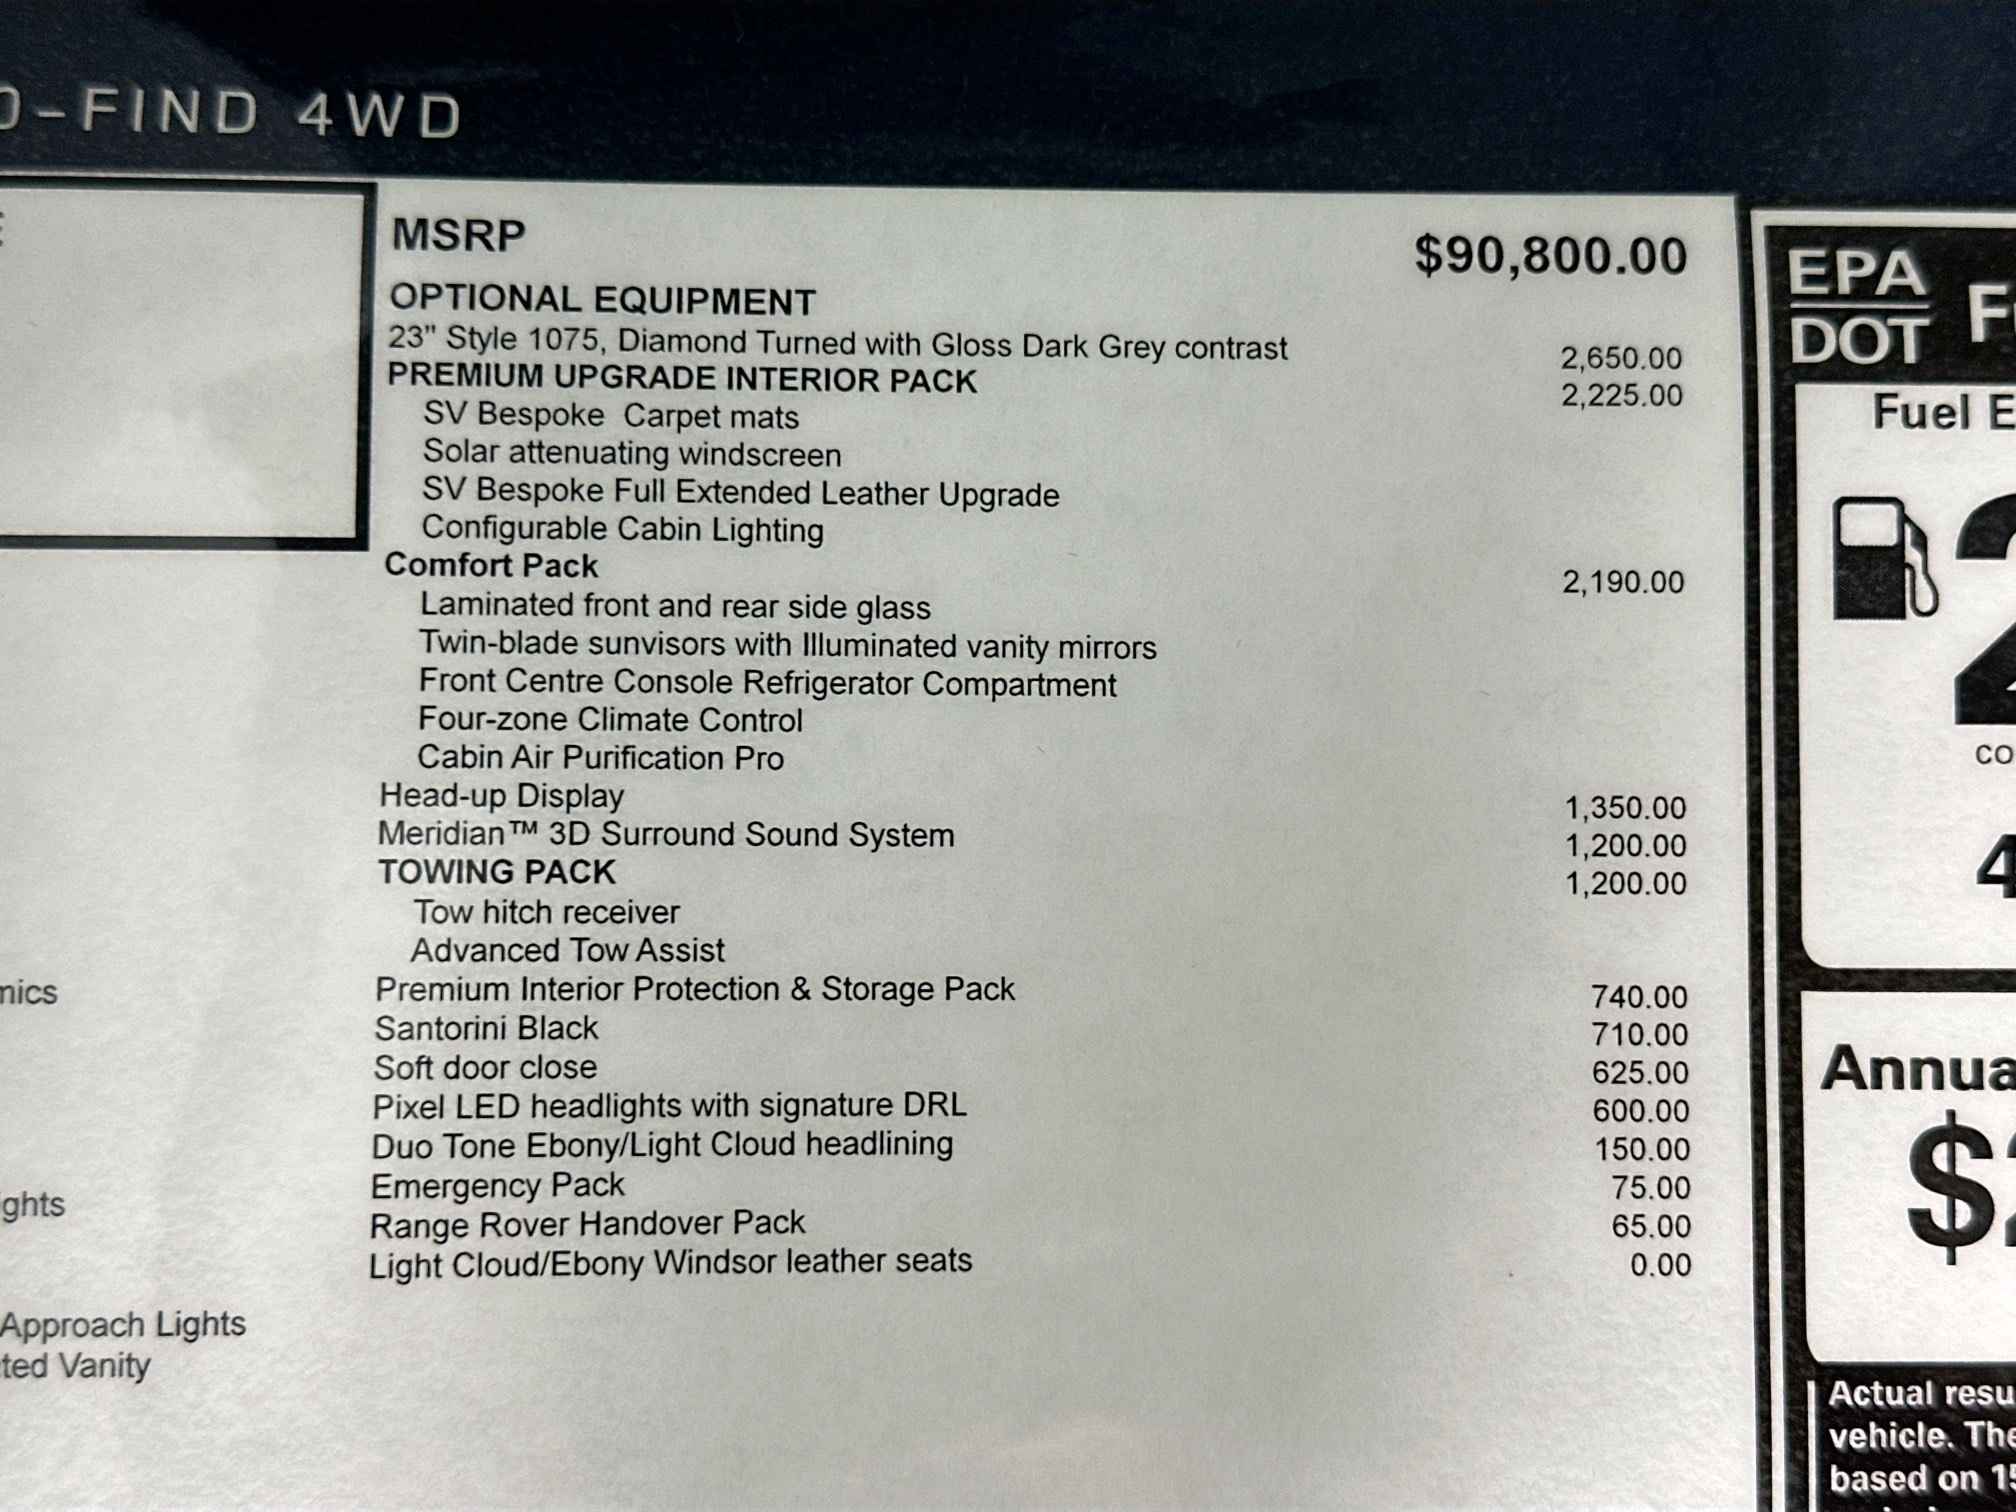 -FIND 4WD
MSRP $90,800.00
OPTIONAL EQUIPMENT
23" Style 1075, Diamond Turned with Gloss Dark Grey contrast 2,650.00
PREMIUM UPGRADE INTERIOR PACK 2,225.00
SV Bespoke Carpet mats
Solar attenuating windscreen
SV Bespoke Full Extended Leather Upgrade
Configurable Cabin Lighting
Comfort Pack 2,190.00
Laminated front and rear side glass
Twin-blade sunvisors with Illuminated vanity mirrors
Front Centre Console Refrigerator Compartment
Four-zone Climate Control
Cabin Air Purification Pro
Head-up Display 1,350.00
Meridian™ 3D Surround Sound System 1,200.00
TOWING PACK 1,200.00
Tow hitch receiver
Advanced Tow Assist
Premium Interior Protection & Storage Pack 740.00
Santorini Black 710.00
Soft door close 625.00
Pixel LED headlights with signature DRL 600.00
Duo Tone Ebony/Light Cloud headlining 150.00
Emergency Pack 75.00
Range Rover Handover Pack 65.00
Light Cloud/Ebony Windsor leather seats 0.00
mics
ghts
Approach Lights
ted Vanity
EPA
DOT
Fuel E
2
co
4
Annua
$2
Actual resu
vehicle. The
based on 15